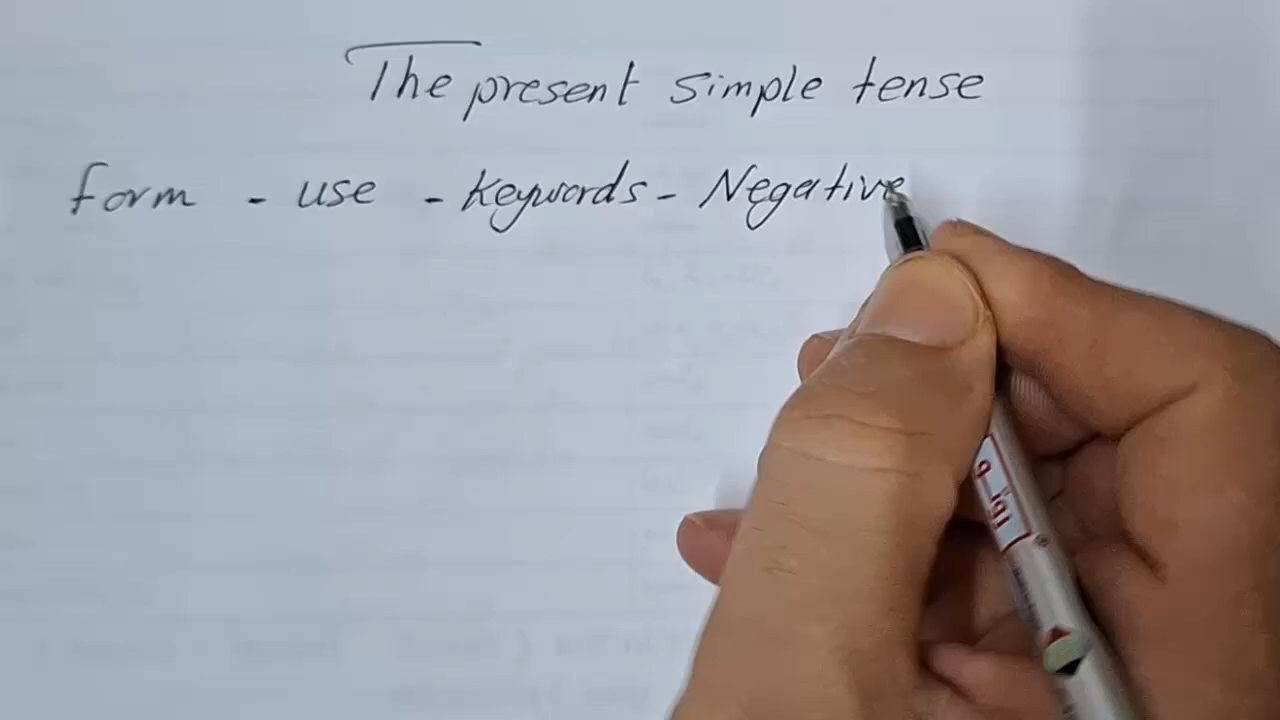 The present simple tense
form - use - Keywords - Negative